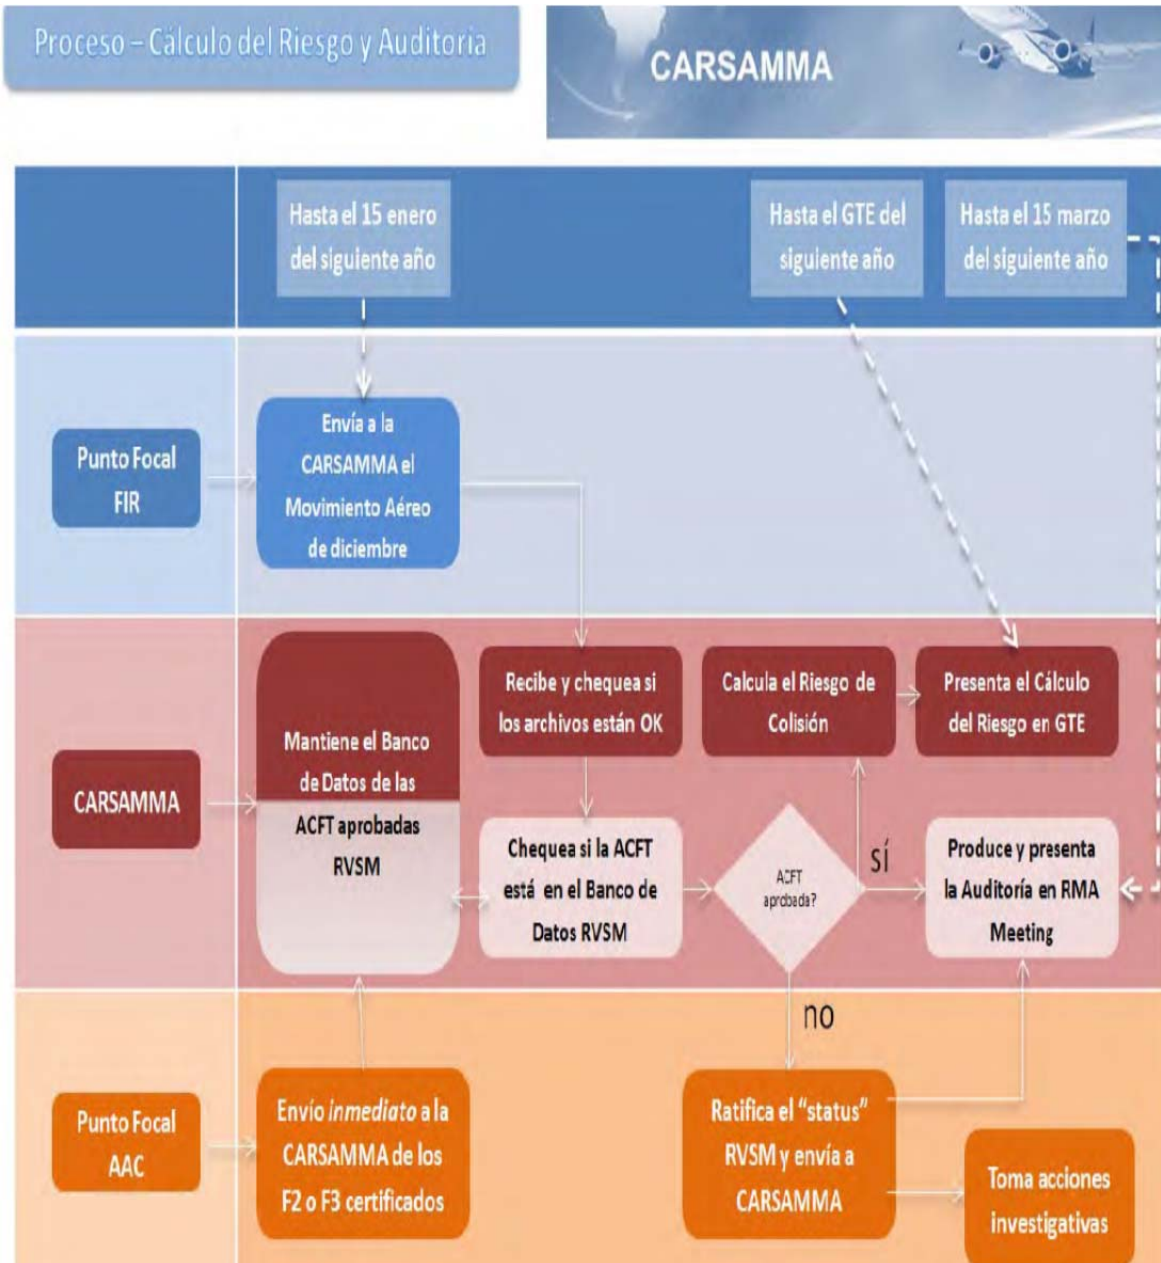 Proceso – Cálculo del Riesgo y Auditoria
CARSAMMA
Hasta el 15 enero
del siguiente año
Hasta el GTE del
siguiente año
Hasta el 15 marzo
del siguiente año
Punto Focal
FIR
Envía a la
CARSAMMA el
Movimiento Aéreo
de diciembre
CARSAMMA
Mantiene el Banco
de Datos de las
ACFT aprobadas
RVSM
Recibe y chequea si
los archivos están OK
Calcula el Riesgo de
Colisión
Presenta el Cálculo
del Riesgo en GTE
Chequea si la ACFT
está en el Banco de
Datos RVSM
ACFT
aprobada?
sí
Produce y presenta
la Auditoría en RMA
Meeting
no
Punto Focal
AAC
Envío inmediato a la
CARSAMMA de los
F2 o F3 certificados
Ratifica el “status”
RVSM y envía a
CARSAMMA
Toma acciones
investigativas